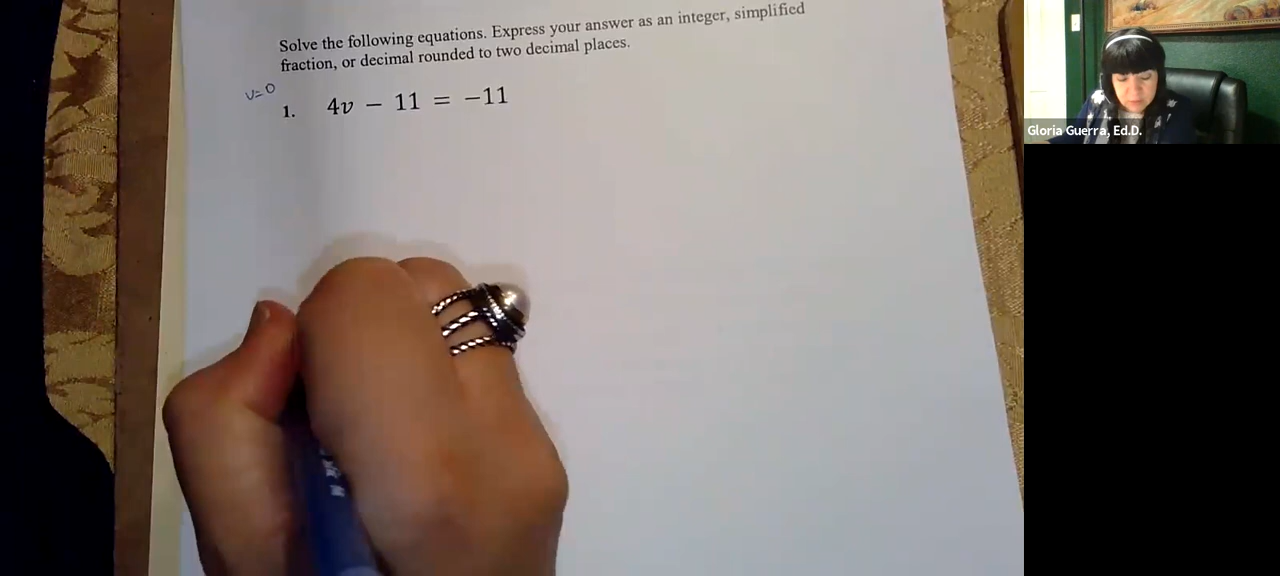 Solve the following equations. Express your answer as an integer, simplified
fraction, or decimal rounded to two decimal places.
v=0
1. 4v − 11 = −11
Gloria Guerra, Ed.D.